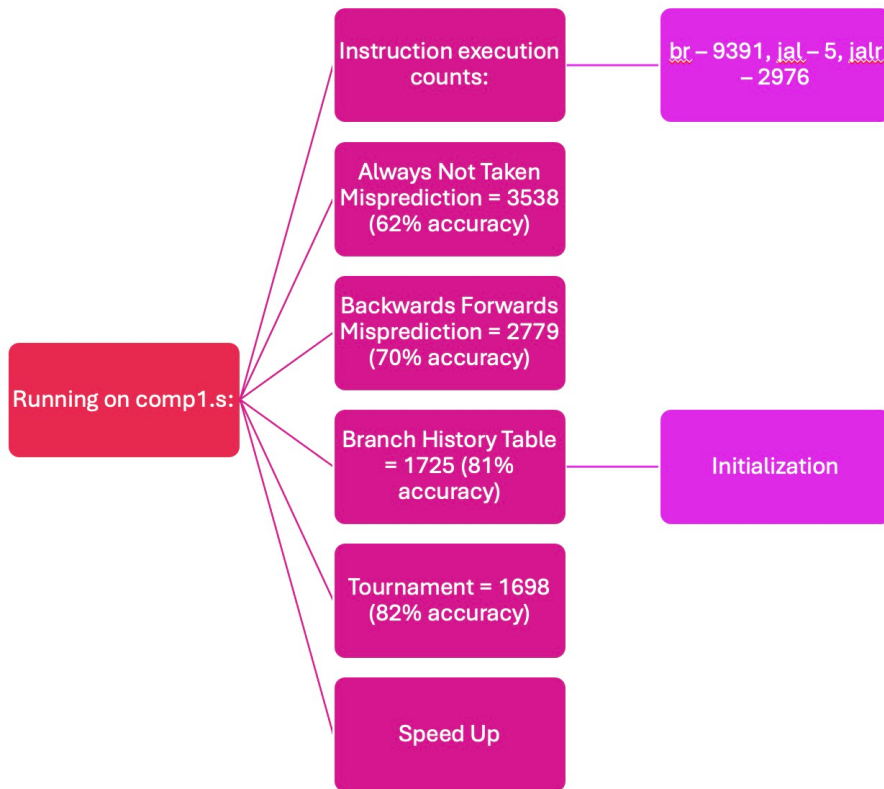 Instruction execution
counts:
br – 9391, jal – 5, jalr
– 2976
Always Not Taken
Misprediction = 3538
(62% accuracy)
Backwards Forwards
Misprediction = 2779
(70% accuracy)
Running on comp1.s:
Branch History Table
= 1725 (81%
accuracy)
Initialization
Tournament = 1698
(82% accuracy)
Speed Up